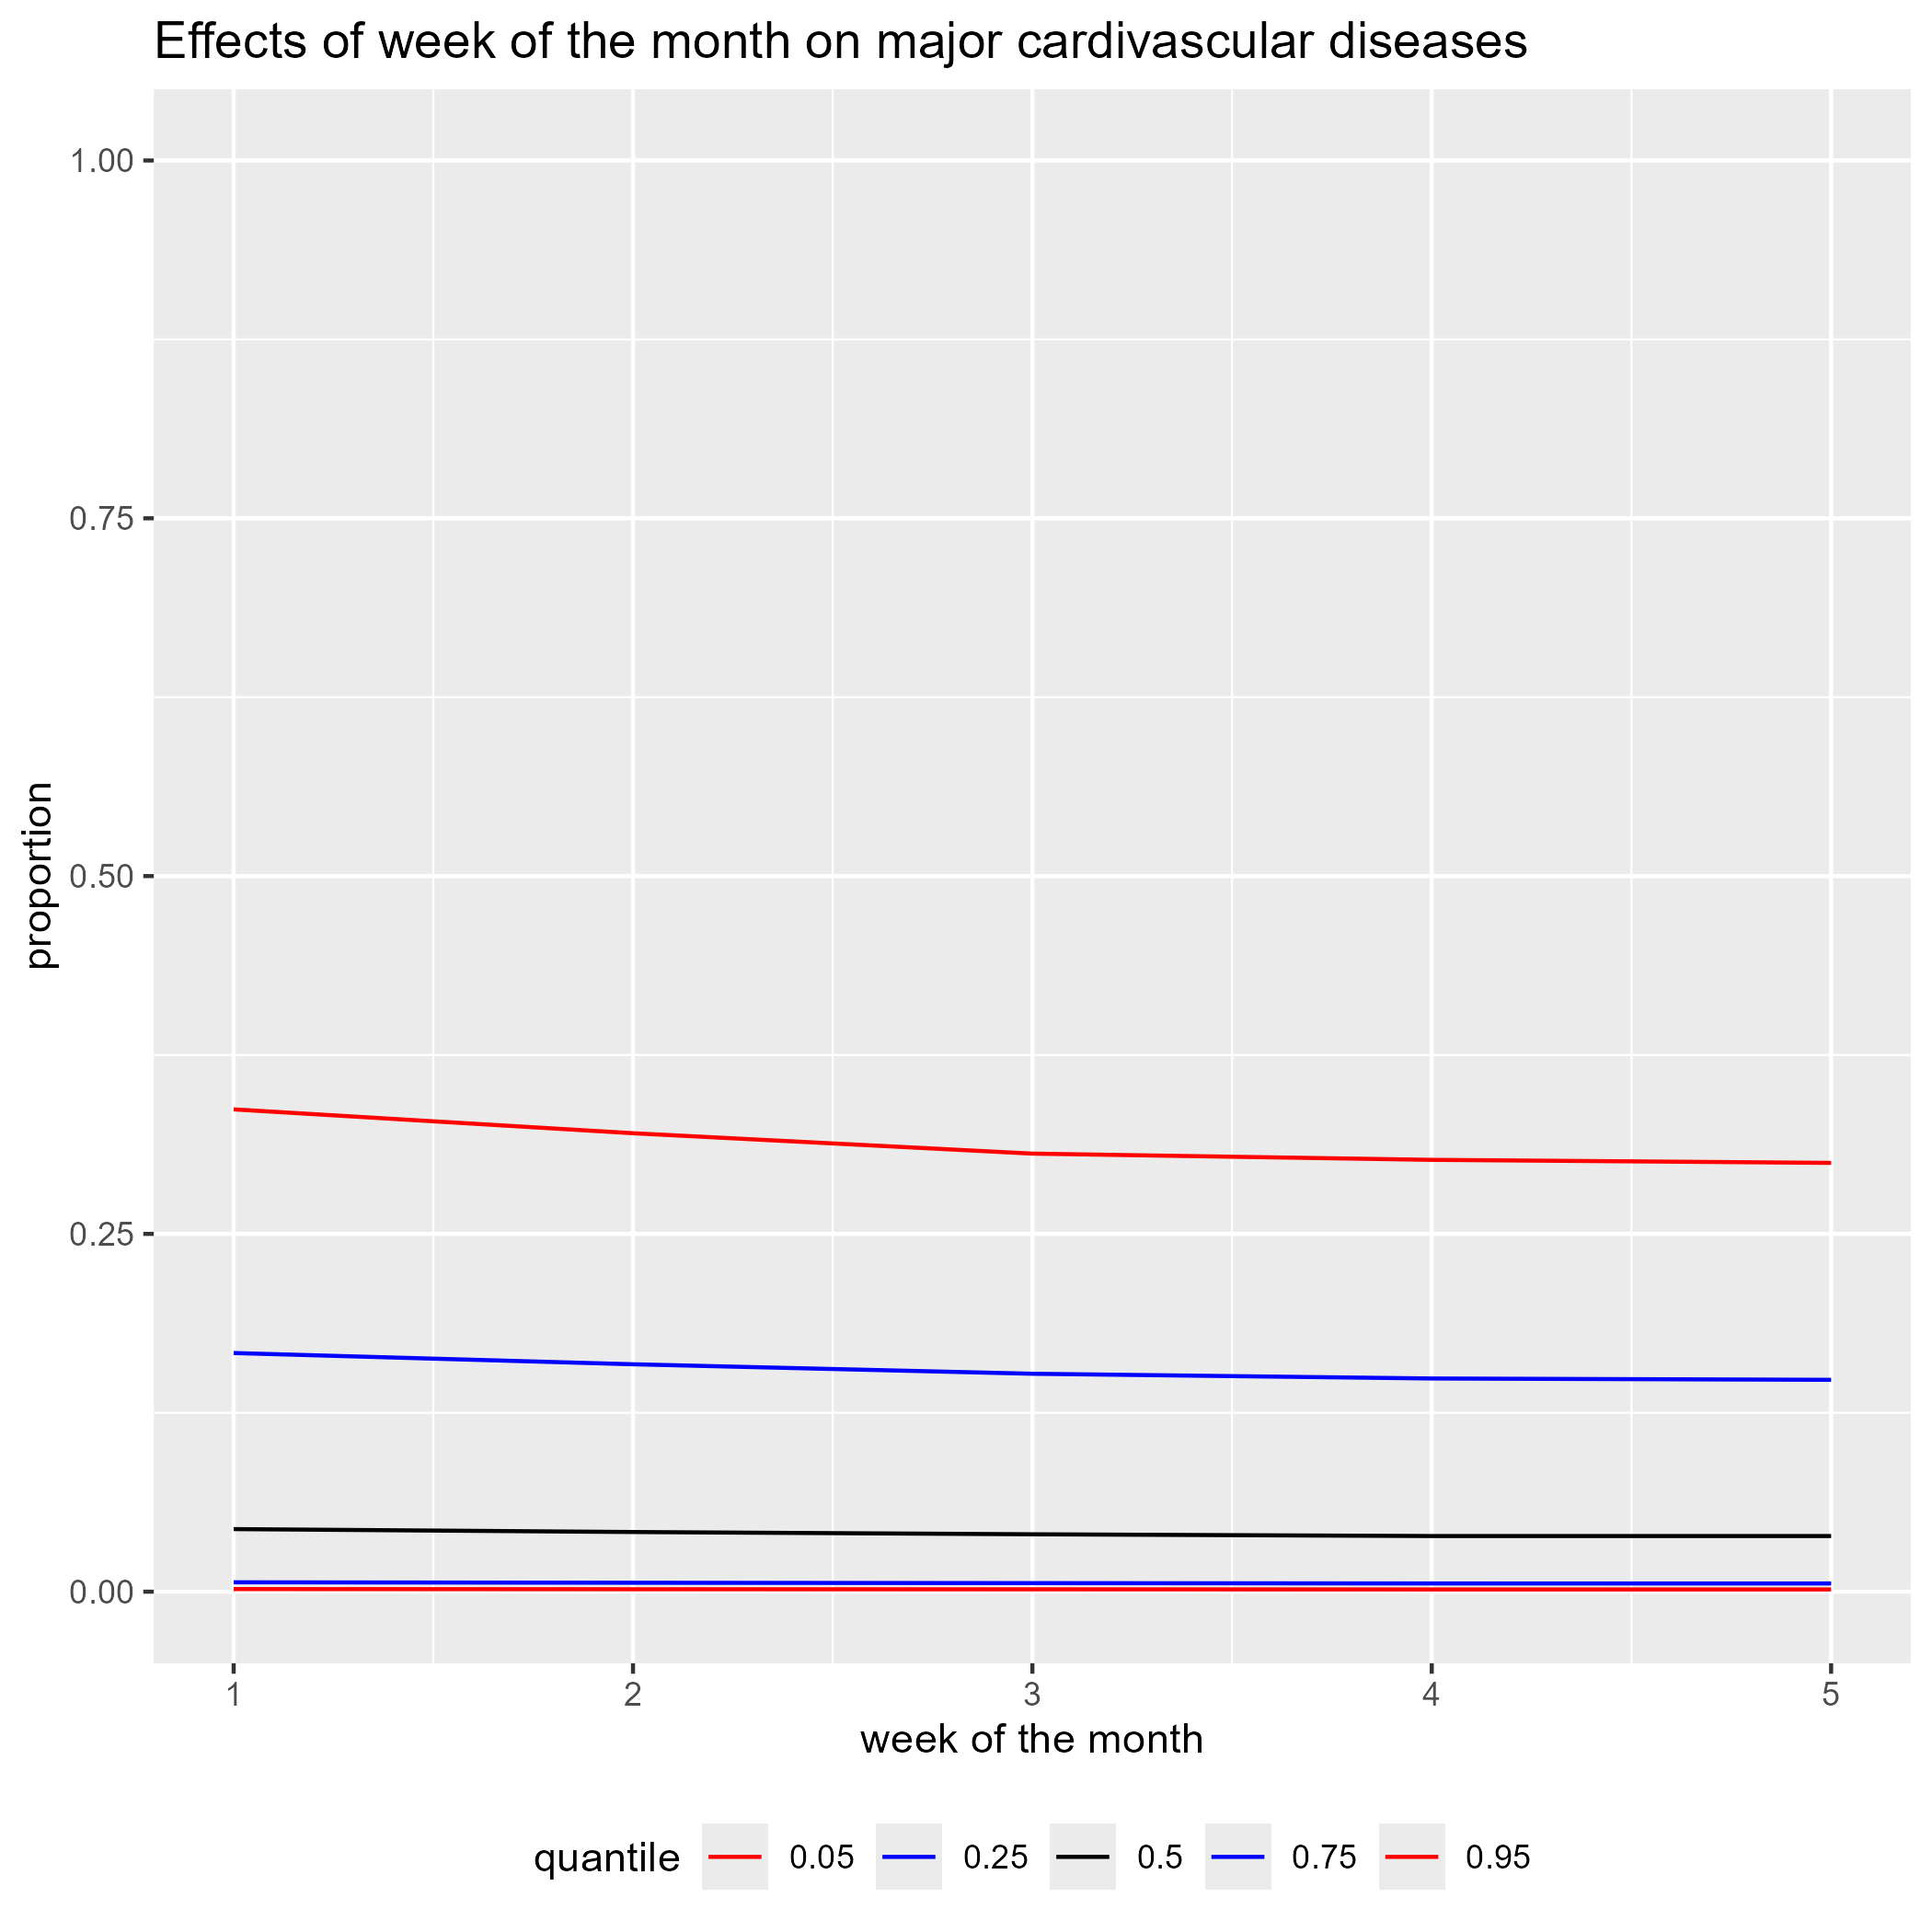 Effects of week of the month on major cardivascular diseases
1.00
0.75
0.50
0.25
0.00
proportion
1 2 3 4 5
week of the month
quantile 0.05 0.25 0.5 0.75 0.95